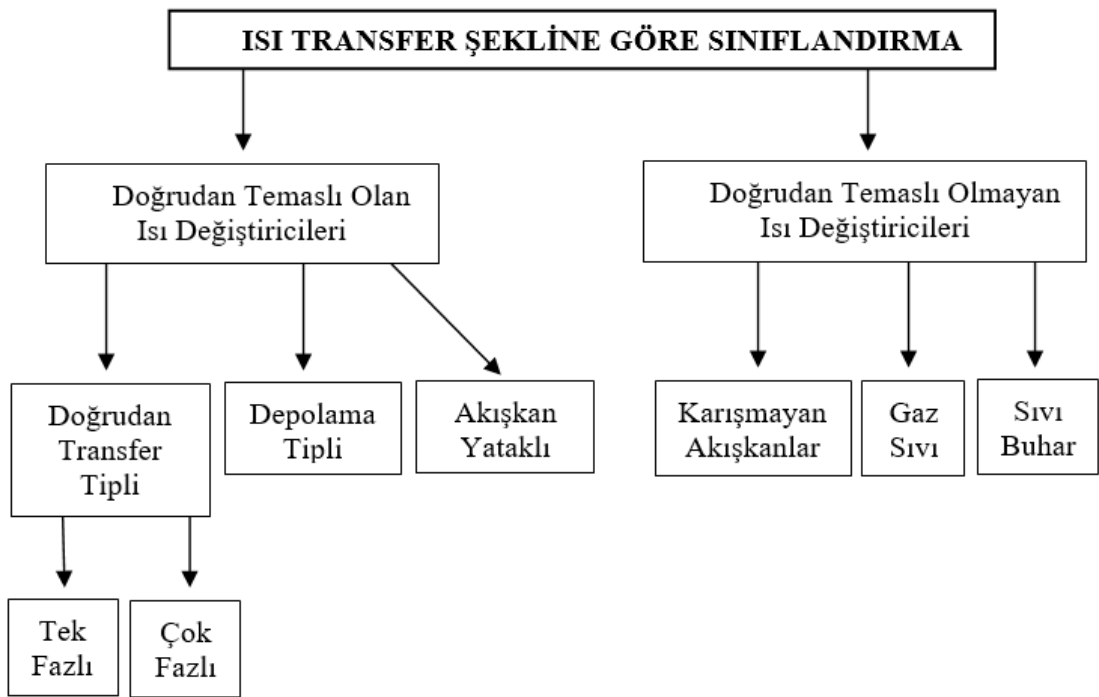 ISI TRANSFER ŞEKLİNE GÖRE SINIFLANDIRMA
Doğrudan Temaslı Olan
Isı Değiştiricileri
Doğrudan Temaslı Olmayan
Isı Değiştiricileri
Doğrudan
Transfer
Tipli
Depolama
Tipli
Akışkan
Yataklı
Karışmayan
Akışkanlar
Gaz
Sıvı
Sıvı
Buhar
Tek
Fazlı
Çok
Fazlı